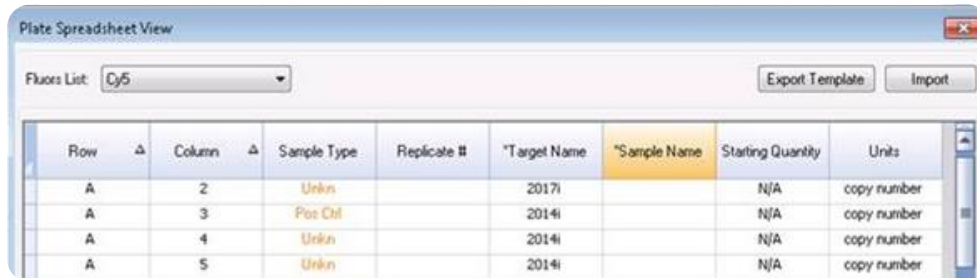 Plate Spreadsheet View
Fluors List: Cy5 Export Template Import
Row Column Sample Type Replicate # *Target Name *Sample Name Starting Quantity Units
A 2 Unkn 2017i N/A copy number
A 3 Pos Ctrl 2014i N/A copy number
A 4 Unkn 2014i N/A copy number
A 5 Unkn 2014i N/A copy number